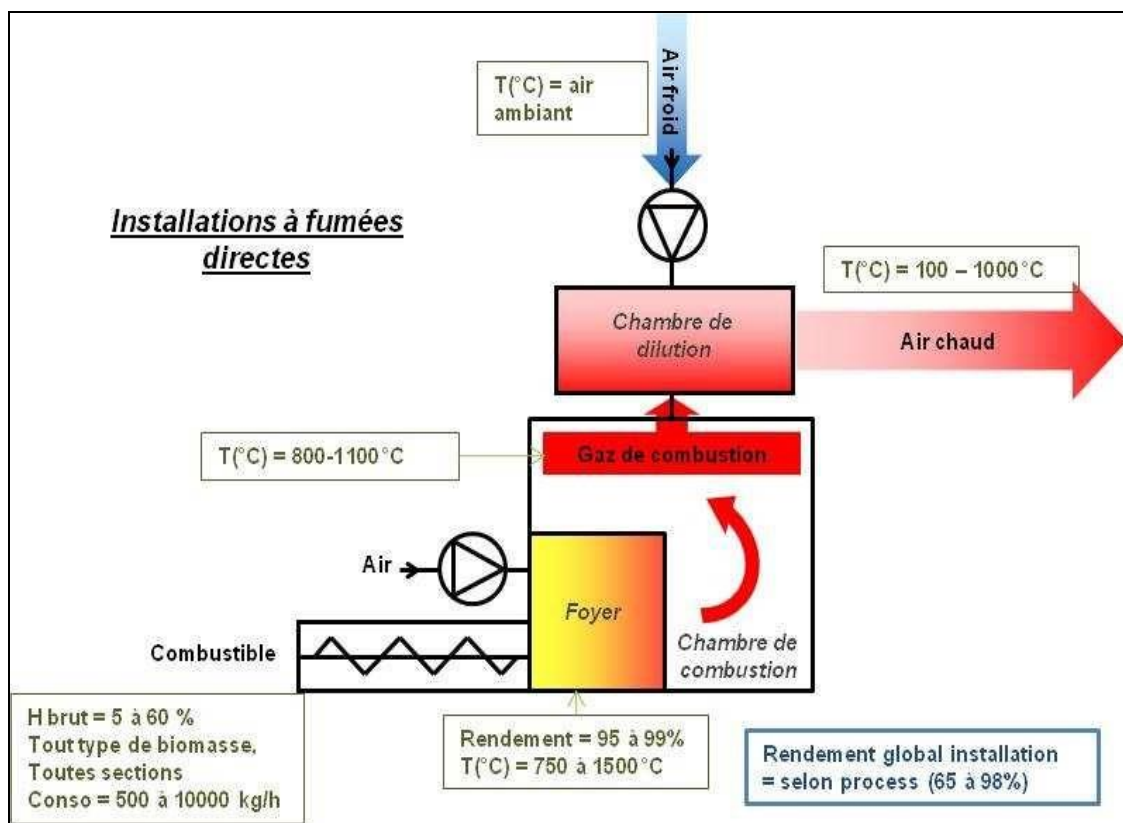 T(°C) = air
ambiant
Air froid
Installations à fumées
directes
T(°C) = 100 – 1000°C
Chambre de
dilution
Air chaud
T(°C) = 800-1100°C
Gaz de combustion
Air
Foyer
Combustible
Chambre de
combustion
H brut = 5 à 60 %
Tout type de biomasse,
Toutes sections
Conso = 500 à 10000 kg/h
Rendement = 95 à 99%
T(°C) = 750 à 1500°C
Rendement global installation
= selon process (65 à 98%)